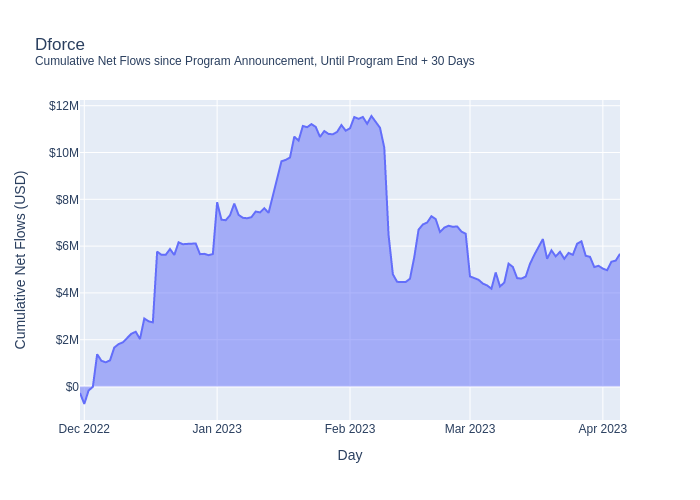 Dforce
Cumulative Net Flows since Program Announcement, Until Program End + 30 Days
$12M
$10M
$8M
$6M
$4M
$2M
$0
Cumulative Net Flows (USD)
Dec 2022
Jan 2023
Feb 2023
Mar 2023
Apr 2023
Day